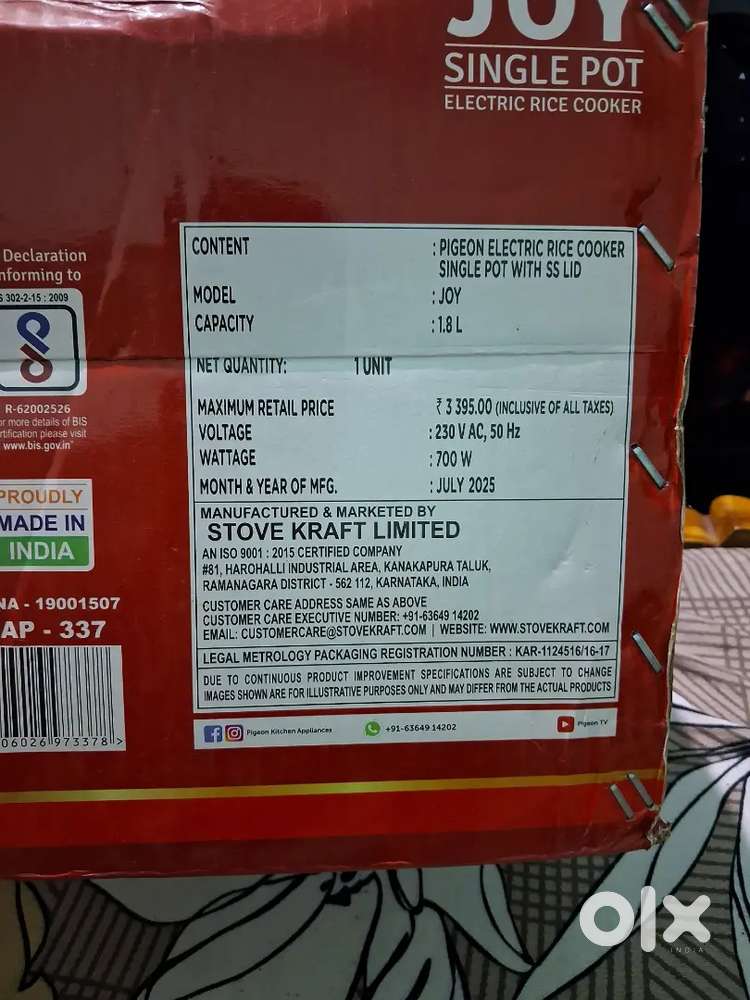 JOY
SINGLE POT
ELECTRIC RICE COOKER
CONTENT : PIGEON ELECTRIC RICE COOKER
SINGLE POT WITH SS LID
MODEL : JOY
CAPACITY : 1.8 L
NET QUANTITY: 1 UNIT
MAXIMUM RETAIL PRICE ₹ 3 395.00 (INCLUSIVE OF ALL TAXES)
VOLTAGE : 230 V AC, 50 Hz
WATTAGE : 700 W
MONTH & YEAR OF MFG. : JULY 2025
MANUFACTURED & MARKETED BY
STOVE KRAFT LIMITED
AN ISO 9001 : 2015 CERTIFIED COMPANY
#81, HAROHALLI INDUSTRIAL AREA, KANAKAPURA TALUK,
RAMANAGARA DISTRICT - 562 112, KARNATAKA, INDIA
CUSTOMER CARE ADDRESS SAME AS ABOVE
CUSTOMER CARE EXECUTIVE NUMBER: +91-63649 14202
EMAIL: CUSTOMERCARE@STOVEKRAFT.COM | WEBSITE: WWW.STOVEKRAFT.COM
LEGAL METROLOGY PACKAGING REGISTRATION NUMBER : KAR-1124516/16-17
DUE TO CONTINUOUS PRODUCT IMPROVEMENT SPECIFICATIONS ARE SUBJECT TO CHANGE
IMAGES SHOWN ARE FOR ILLUSTRATIVE PURPOSES ONLY AND MAY DIFFER FROM THE ACTUAL PRODUCTS
Pigeon Kitchen Appliances +91-63649 14202 Pigeon TV
Declaration
nforming to
S 302-2-15 : 2009
R-62002526
or more details of BIS
rtification please visit
www.bis.gov.in
PROUDLY
MADE IN
INDIA
NA - 19001507
AP - 337
06026 973378 >
olx
INDIA